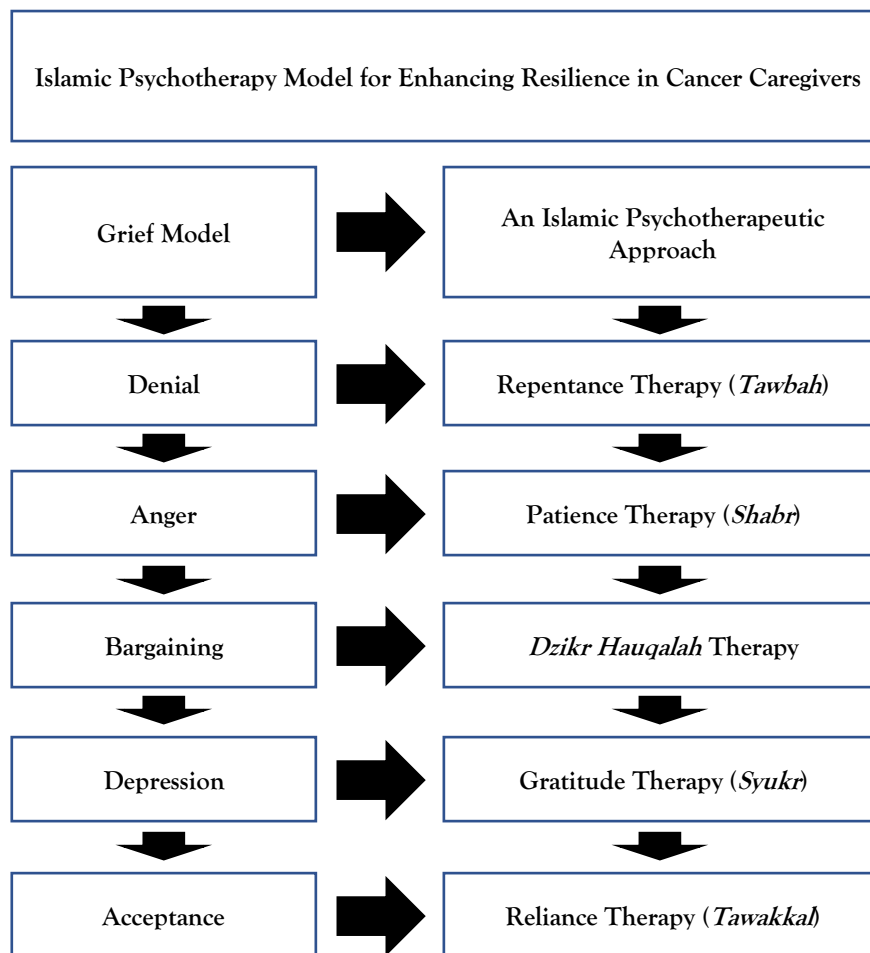 Islamic Psychotherapy Model for Enhancing Resilience in Cancer Caregivers
Grief Model
An Islamic Psychotherapeutic
Approach
Denial
Repentance Therapy (Tawbah)
Anger
Patience Therapy (Shabr)
Bargaining
Dzikr Hauqalah Therapy
Depression
Gratitude Therapy (Syukr)
Acceptance
Reliance Therapy (Tawakkal)